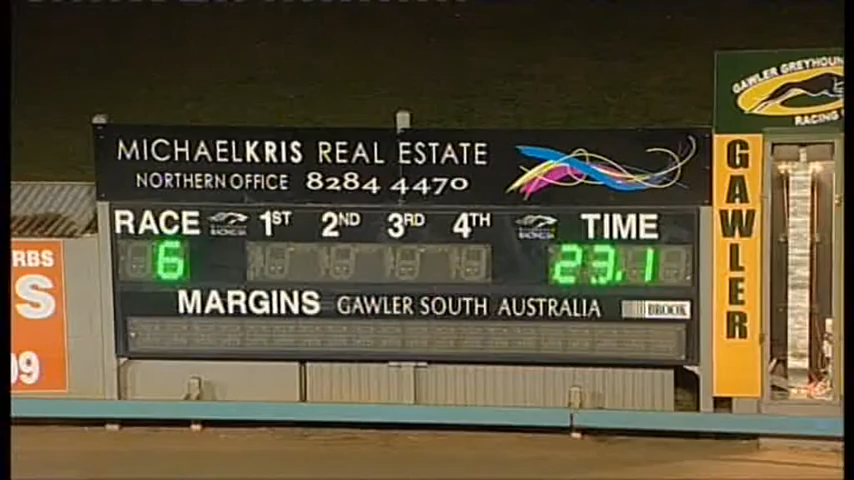 MICHAELKRIS REAL ESTATE
NORTHERN OFFICE 8284 4470
GAWLER GREYHOUN
RACING
RACE 1ST 2ND 3RD 4TH TIME
6 23.1
MARGINS GAWLER SOUTH AUSTRALIA BROOK
GAWLER
RBS
S
09